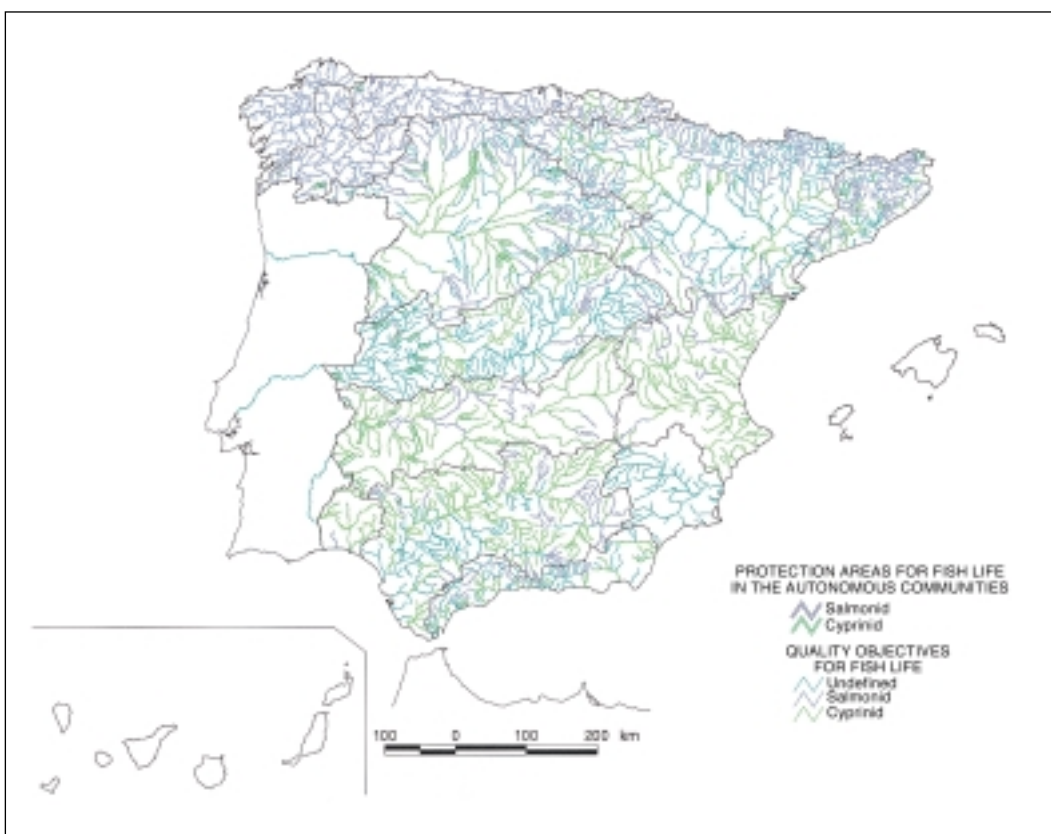 PROTECTION AREAS FOR FISH LIFE
IN THE AUTONOMOUS COMMUNITIES
Salmonid
Cyprinid
QUALITY OBJECTIVES
FOR FISH LIFE
Undefined
Salmonid
Cyprinid
100 0 100 200 km